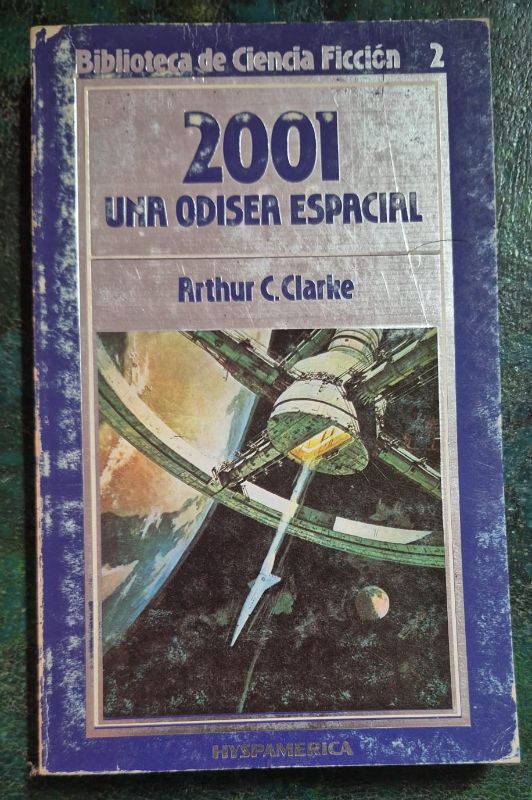 Biblioteca de Ciencia Ficción 2
2001
UNA ODISEA ESPACIAL
Arthur C. Clarke
HYSPAMERICA